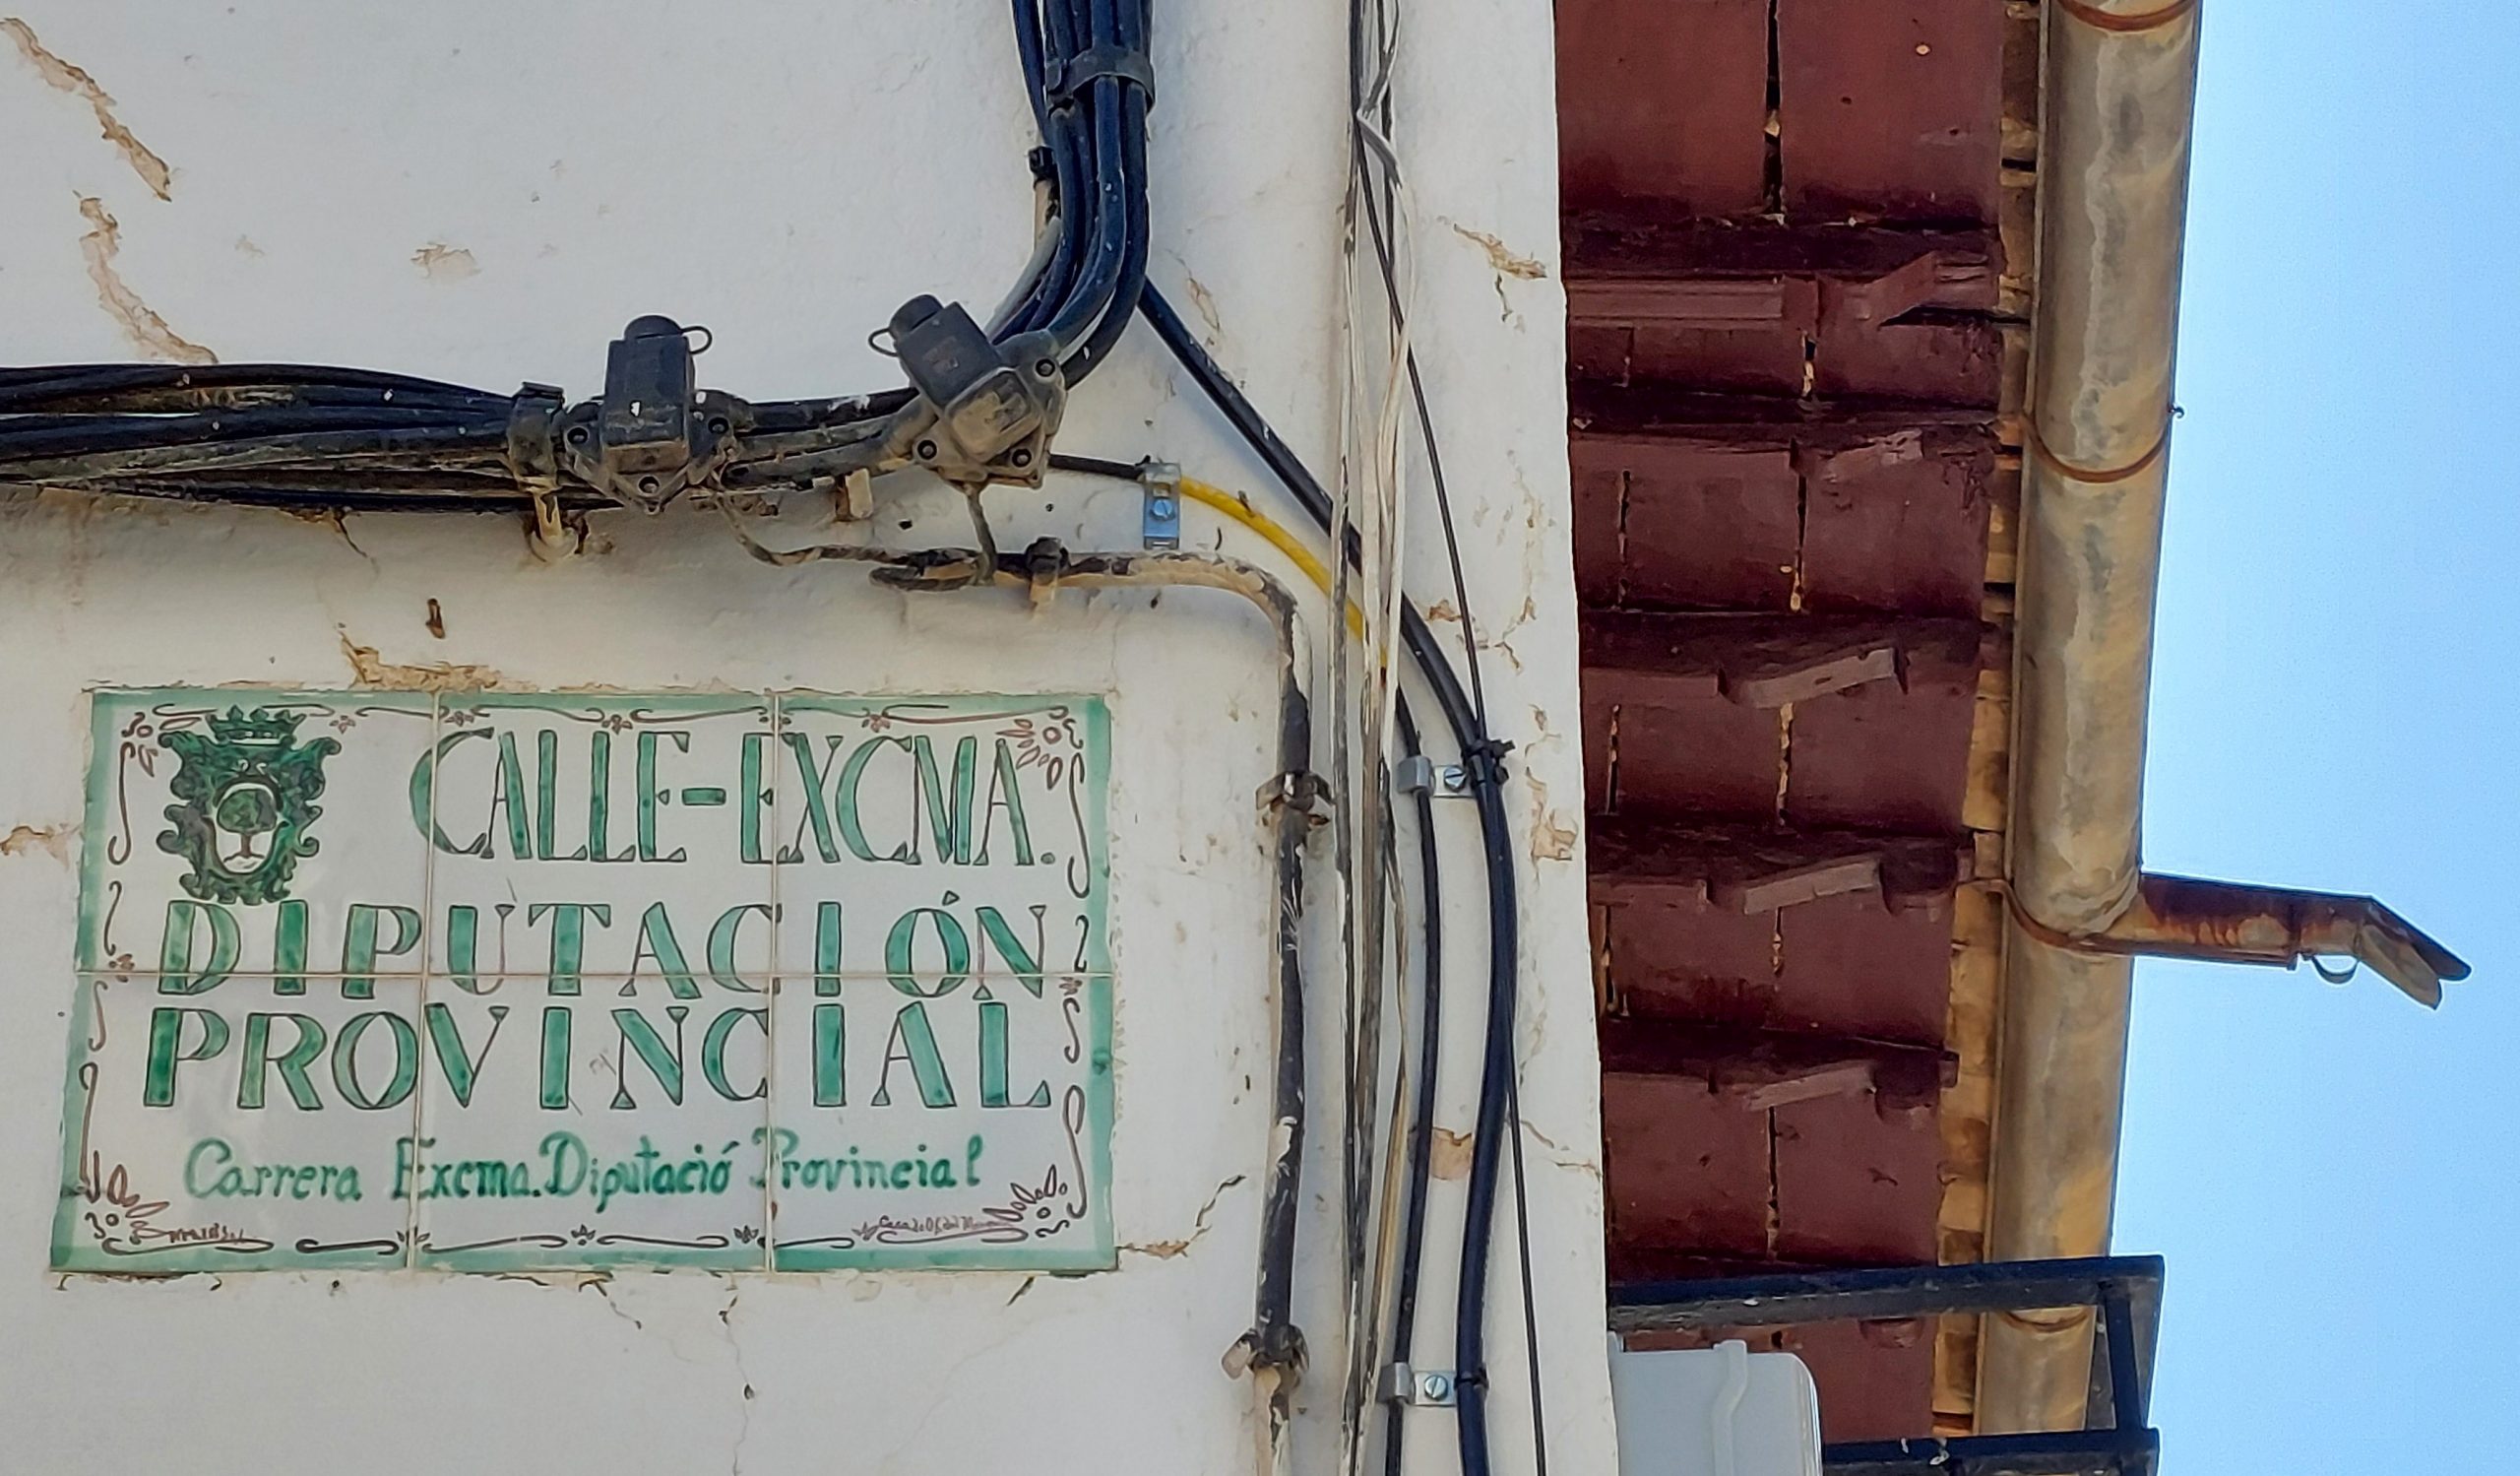 CALLE-EXCMA.
DIPUTACIÓN
PROVINCIAL
Carrera Excma. Diputació Provincial